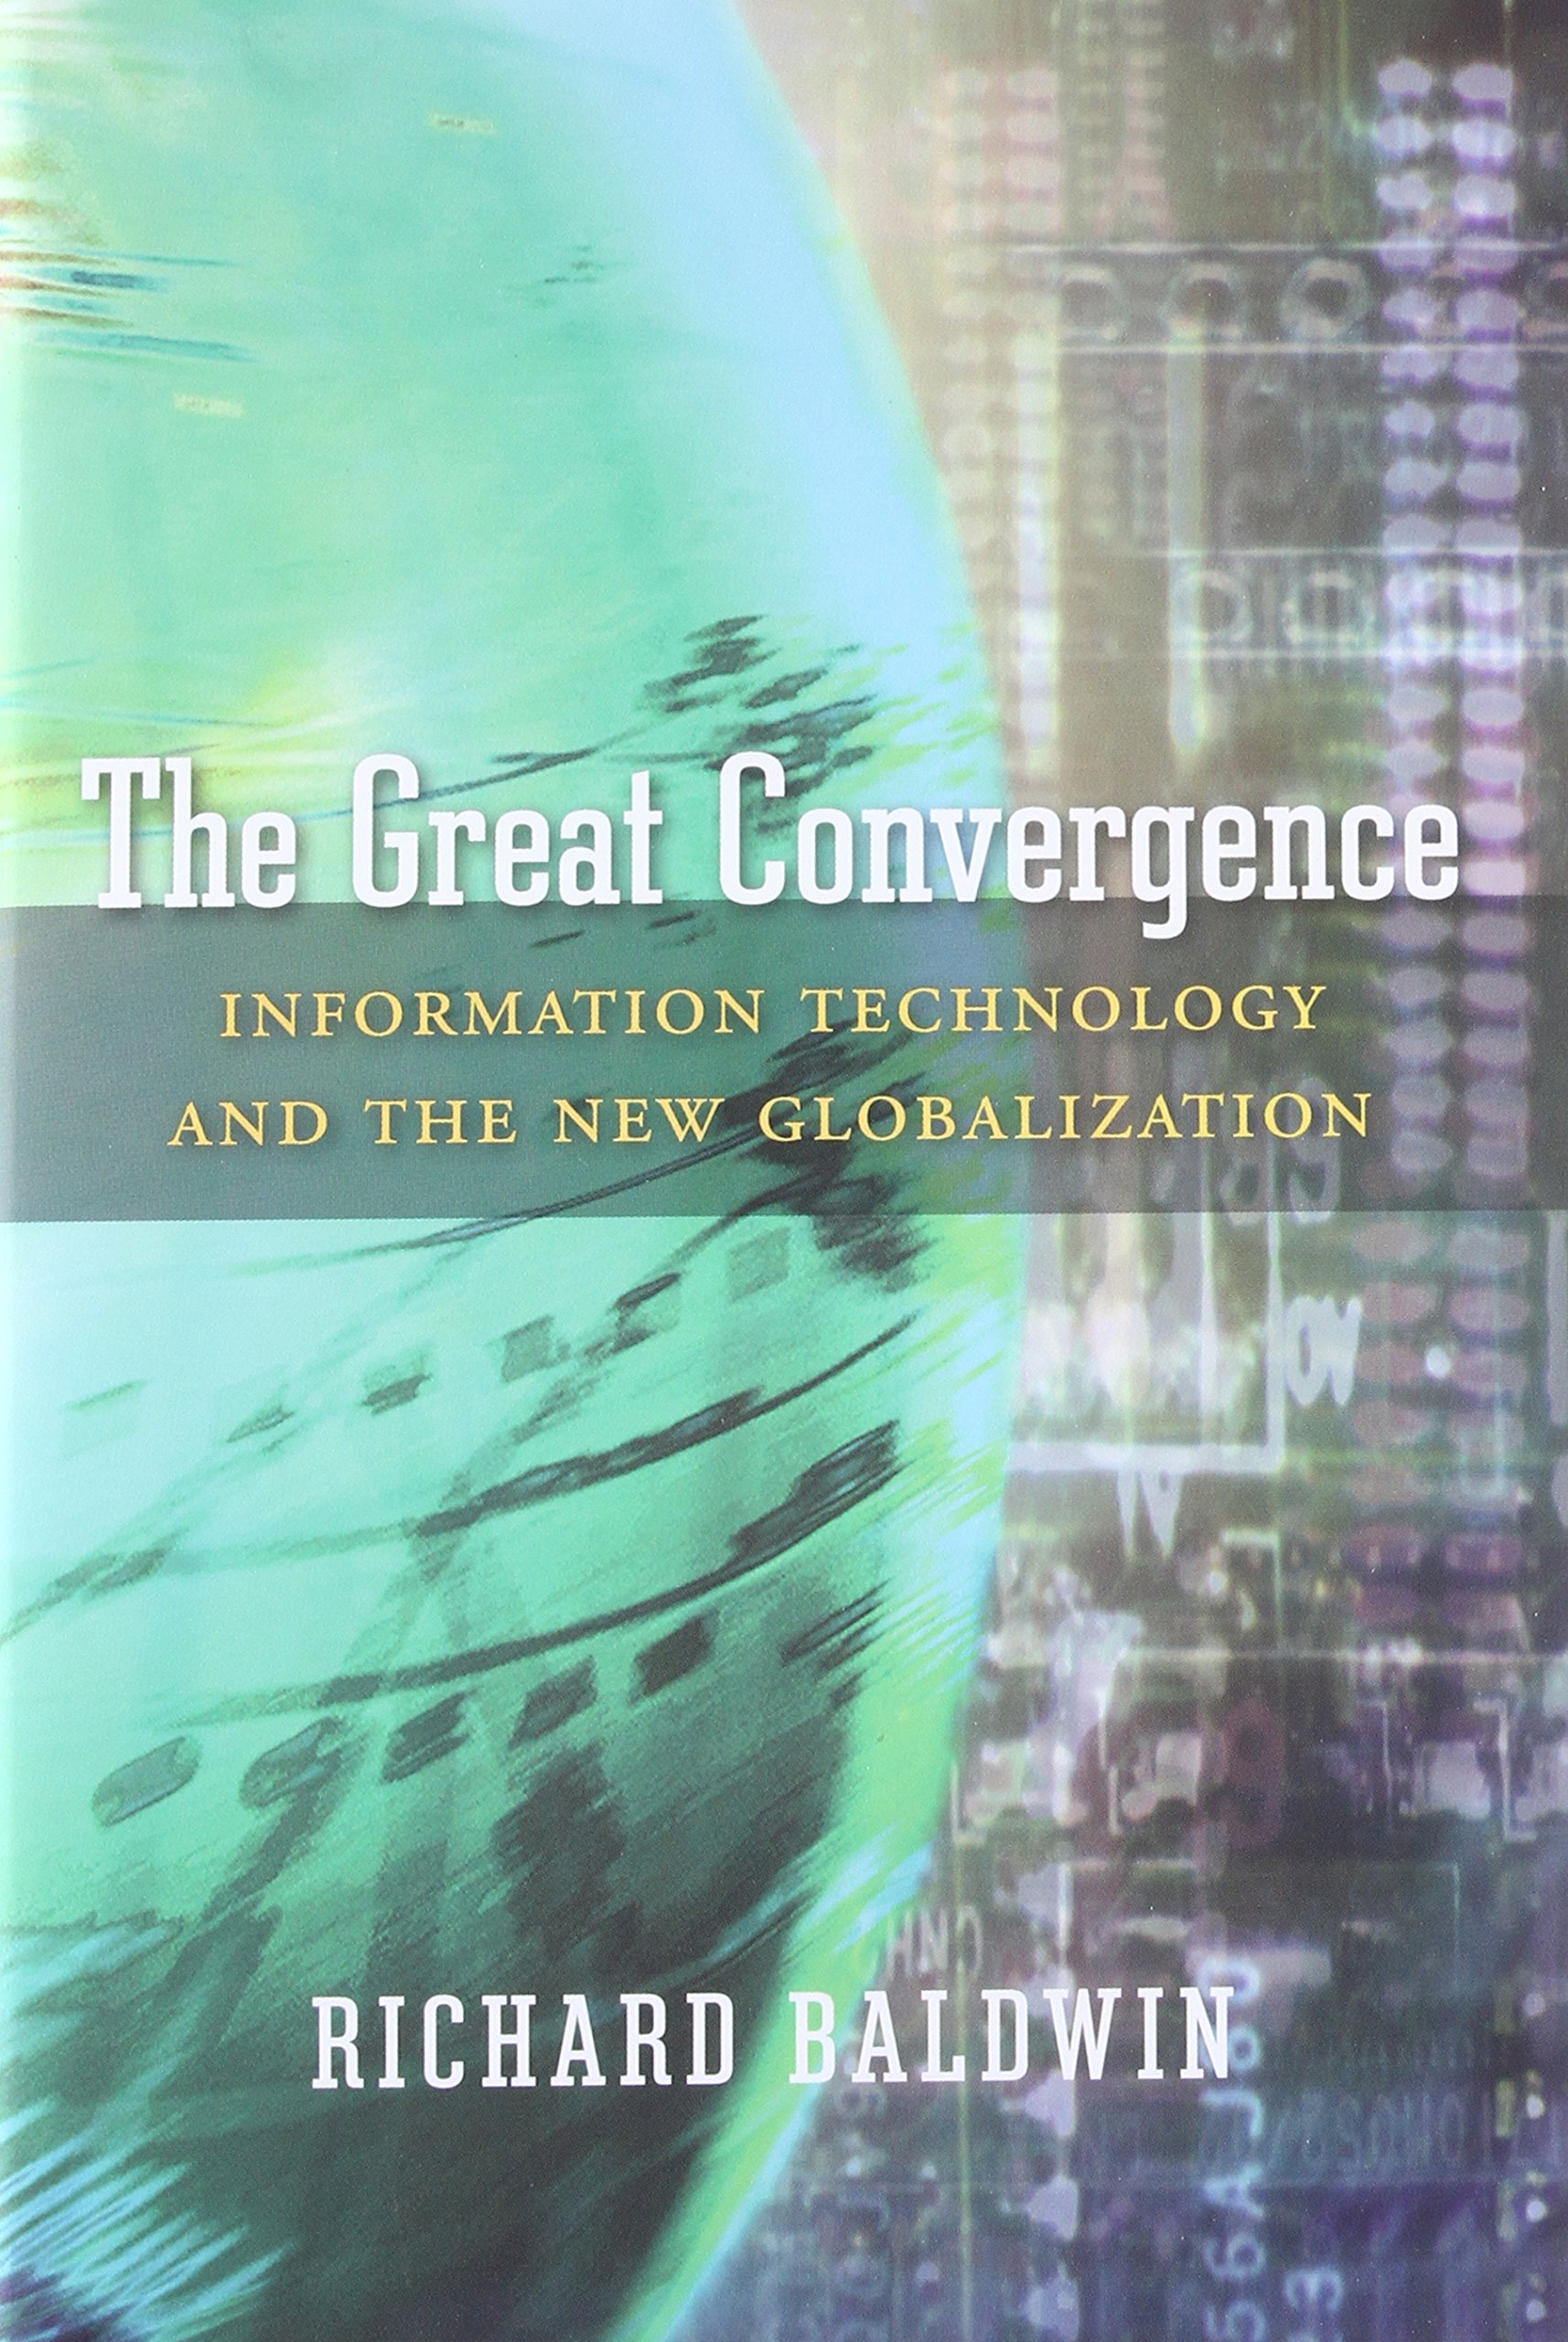 The Great Convergence
INFORMATION TECHNOLOGY
AND THE NEW GLOBALIZATION
RICHARD BALDWIN